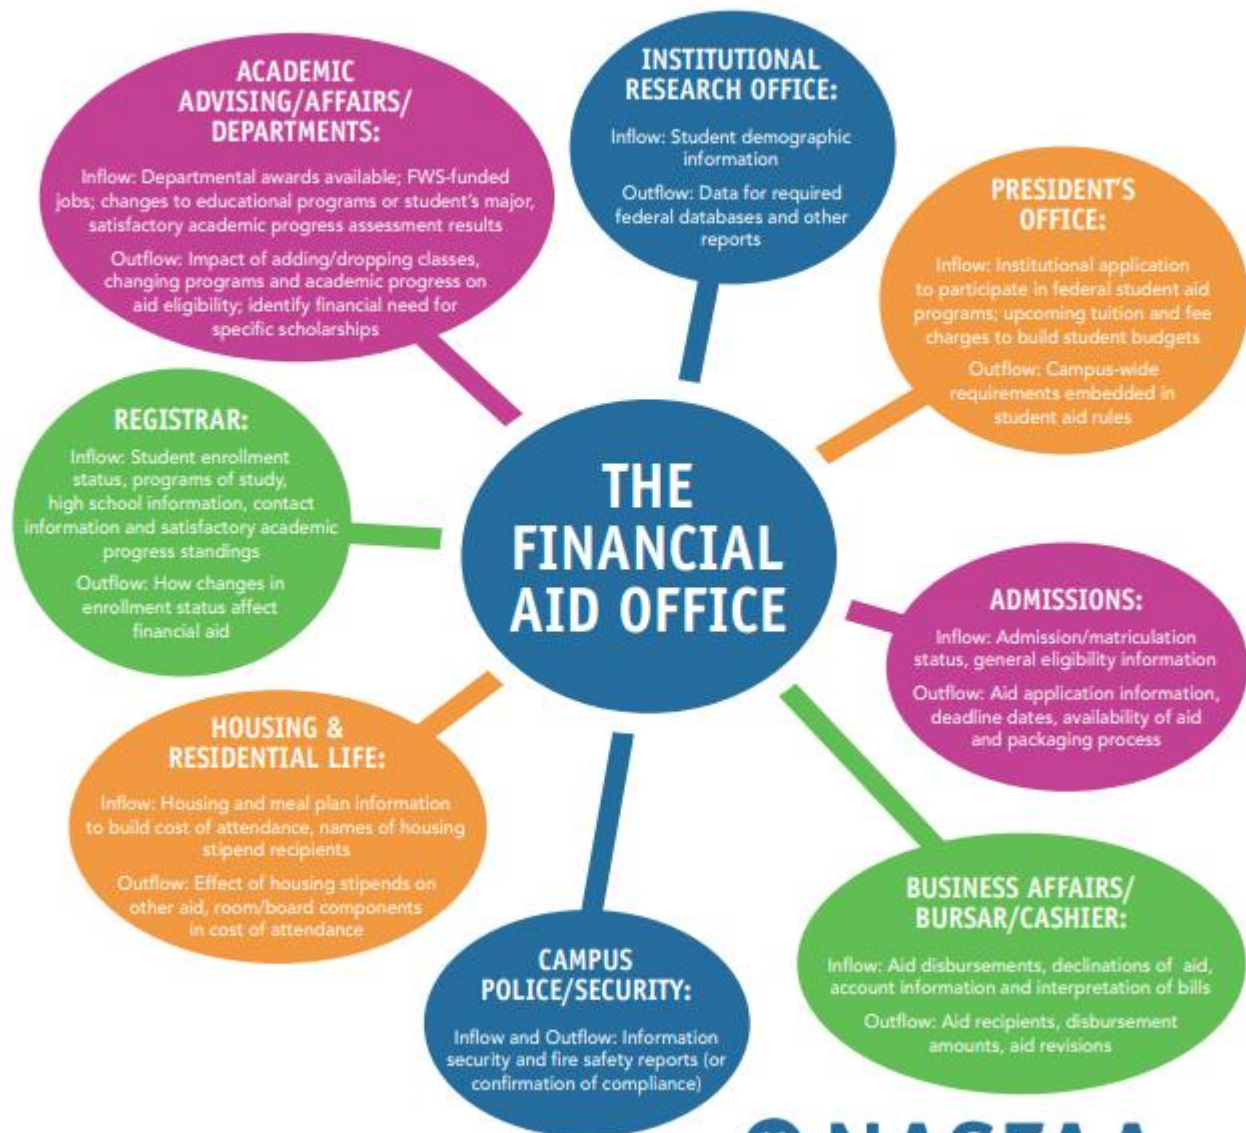 ACADEMIC
ADVISING/AFFAIRS/
DEPARTMENTS:
Inflow: Departmental awards available; FWS-funded
jobs; changes to educational programs or student's major,
satisfactory academic progress assessment results
Outflow: Impact of adding/dropping classes,
changing programs and academic progress on
aid eligibility; identify financial need for
specific scholarships
INSTITUTIONAL
RESEARCH OFFICE:
Inflow: Student demographic
information
Outflow: Data for required
federal databases and other
reports
PRESIDENT'S
OFFICE:
Inflow: Institutional application
to participate in federal student aid
programs; upcoming tuition and fee
charges to build student budgets
Outflow: Campus-wide
requirements embedded in
student aid rules
REGISTRAR:
Inflow: Student enrollment
status, programs of study,
high school information, contact
information and satisfactory academic
progress standings
Outflow: How changes in
enrollment status affect
financial aid
THE
FINANCIAL
AID OFFICE
ADMISSIONS:
Inflow: Admission/matriculation
status, general eligibility information
Outflow: Aid application information,
deadline dates, availability of aid
and packaging process
HOUSING &
RESIDENTIAL LIFE:
Inflow: Housing and meal plan information
to build cost of attendance, names of housing
stipend recipients
Outflow: Effect of housing stipends on
other aid, room/board components
in cost of attendance
CAMPUS
POLICE/SECURITY:
Inflow and Outflow: Information
security and fire safety reports (or
confirmation of compliance)
BUSINESS AFFAIRS/
BURSAR/CASHIER:
Inflow: Aid disbursements, declinations of aid,
account information and interpretation of bills
Outflow: Aid recipients, disbursement
amounts, aid revisions
NASFAA